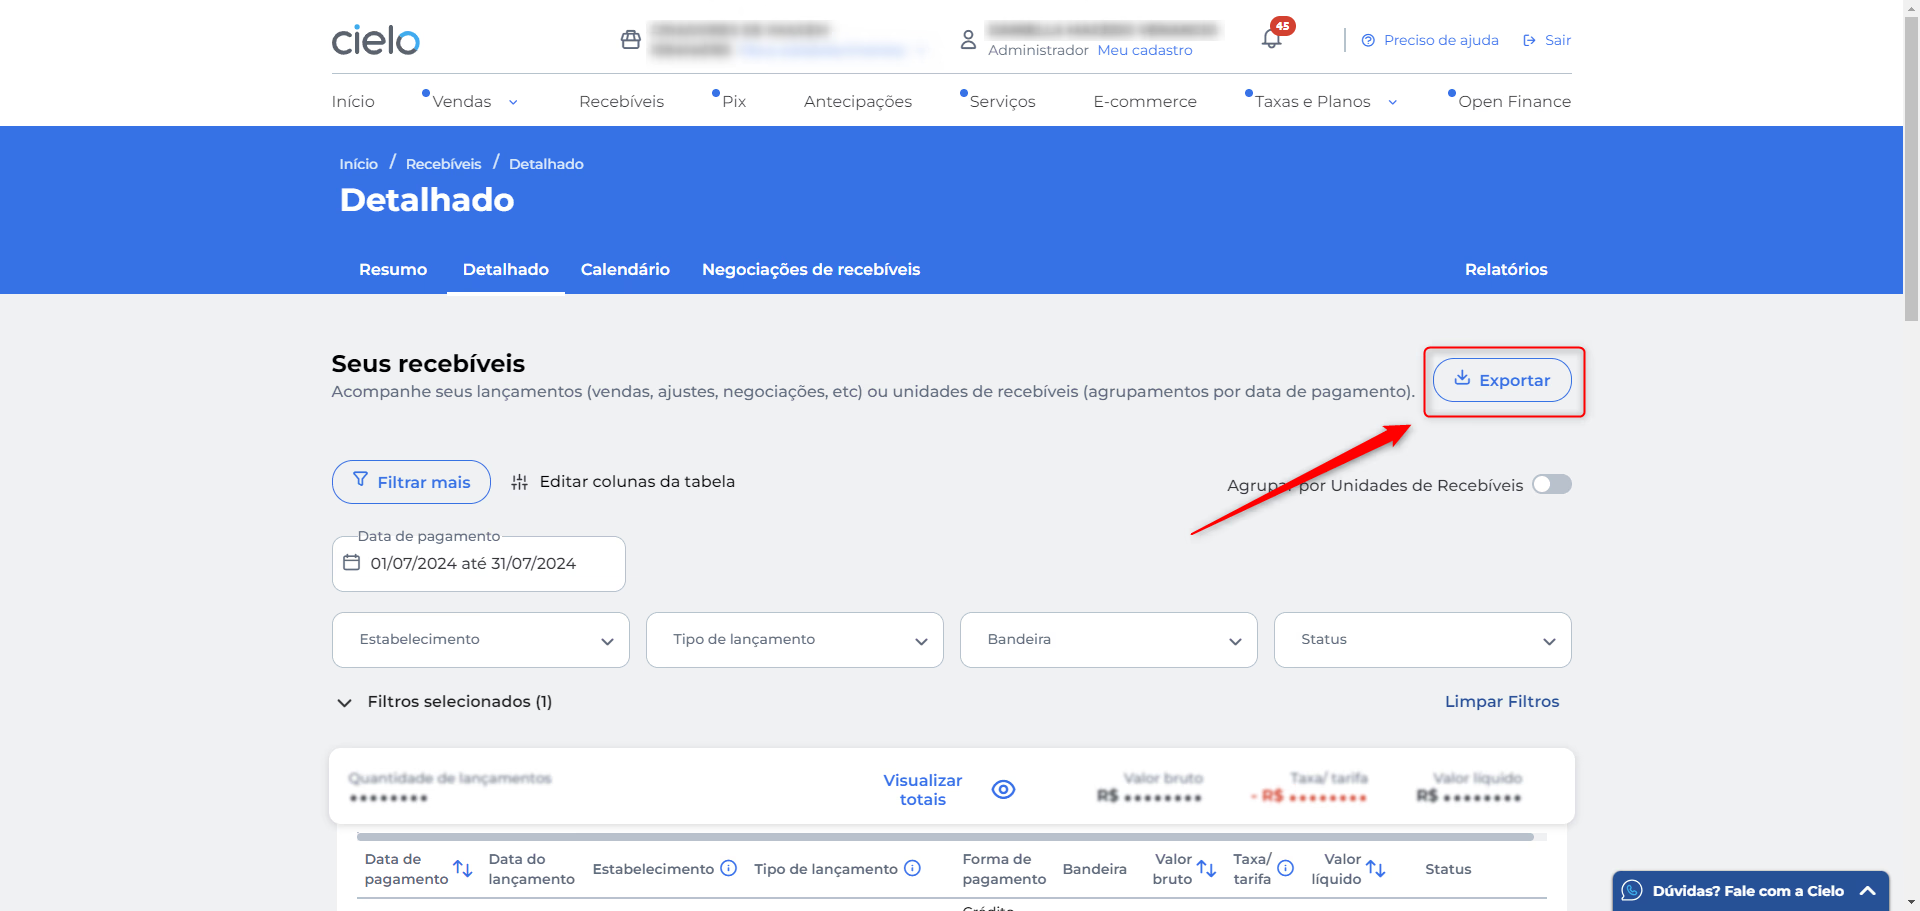 cielo
Administrador Meu cadastro
45
Preciso de ajuda
Sair
Início
Vendas
Recebíveis
Pix
Antecipações
Serviços
E-commerce
Taxas e Planos
Open Finance
Início / Recebíveis / Detalhado
Detalhado
Resumo
Detalhado
Calendário
Negociações de recebíveis
Relatórios
Seus recebíveis
Acompanhe seus lançamentos (vendas, ajustes, negociações, etc) ou unidades de recebíveis (agrupamentos por data de pagamento).
Exportar
Filtrar mais
Editar colunas da tabela
Agrupar por Unidades de Recebíveis
Data de pagamento
01/07/2024 até 31/07/2024
Estabelecimento
Tipo de lançamento
Bandeira
Status
Filtros selecionados (1)
Limpar Filtros
Quantidade de lançamentos
••••••••
Visualizar
totais
Valor bruto
R$ ••••••••
Taxa/ tarifa
- R$ ••••••••
Valor líquido
R$ ••••••••
Data de
pagamento
Data do
lançamento
Estabelecimento
Tipo de lançamento
Forma de
pagamento
Bandeira
Valor
bruto
Taxa/
tarifa
Valor
líquido
Status
Dúvidas? Fale com a Cielo